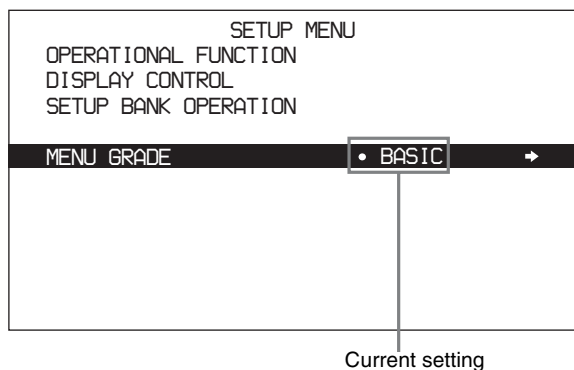 SETUP MENU
OPERATIONAL FUNCTION
DISPLAY CONTROL
SETUP BANK OPERATION
MENU GRADE • BASIC →
Current setting